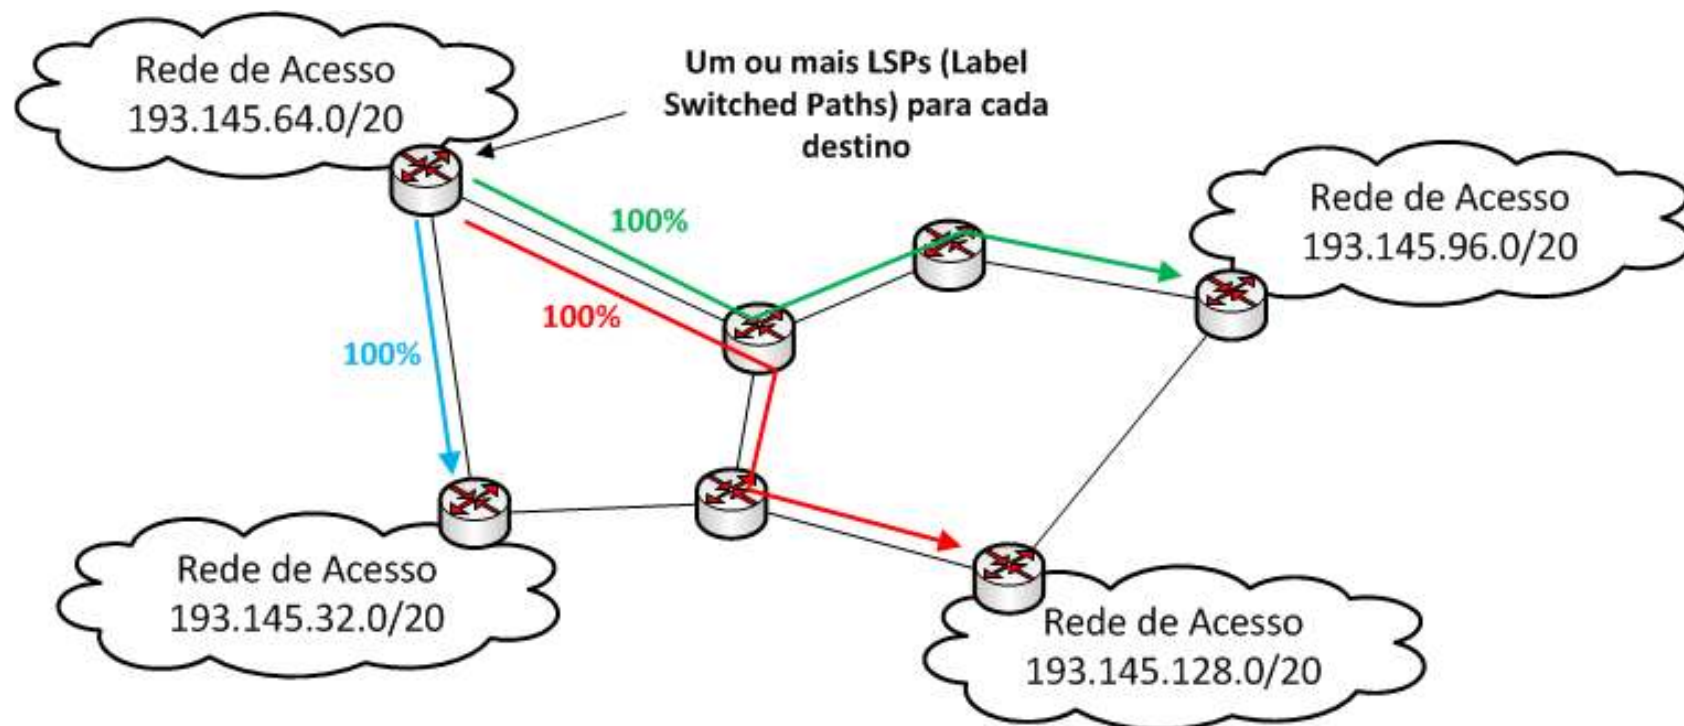 Rede de Acesso
193.145.64.0/20
Um ou mais LSPs (Label
Switched Paths) para cada
destino
Rede de Acesso
193.145.96.0/20
100%
100%
100%
Rede de Acesso
193.145.32.0/20
Rede de Acesso
193.145.128.0/20